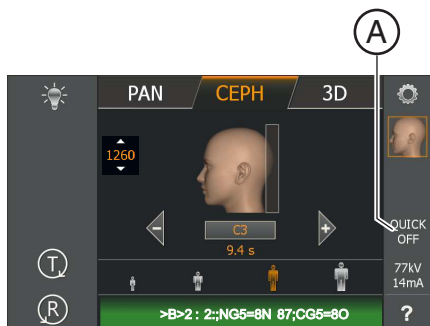 A
PAN CEPH 3D
1260
C3
9.4 s
QUICK
OFF
77kV
14mA
T
R
>B>2 : 2:;NG5=8N 87;CG5=8O
?